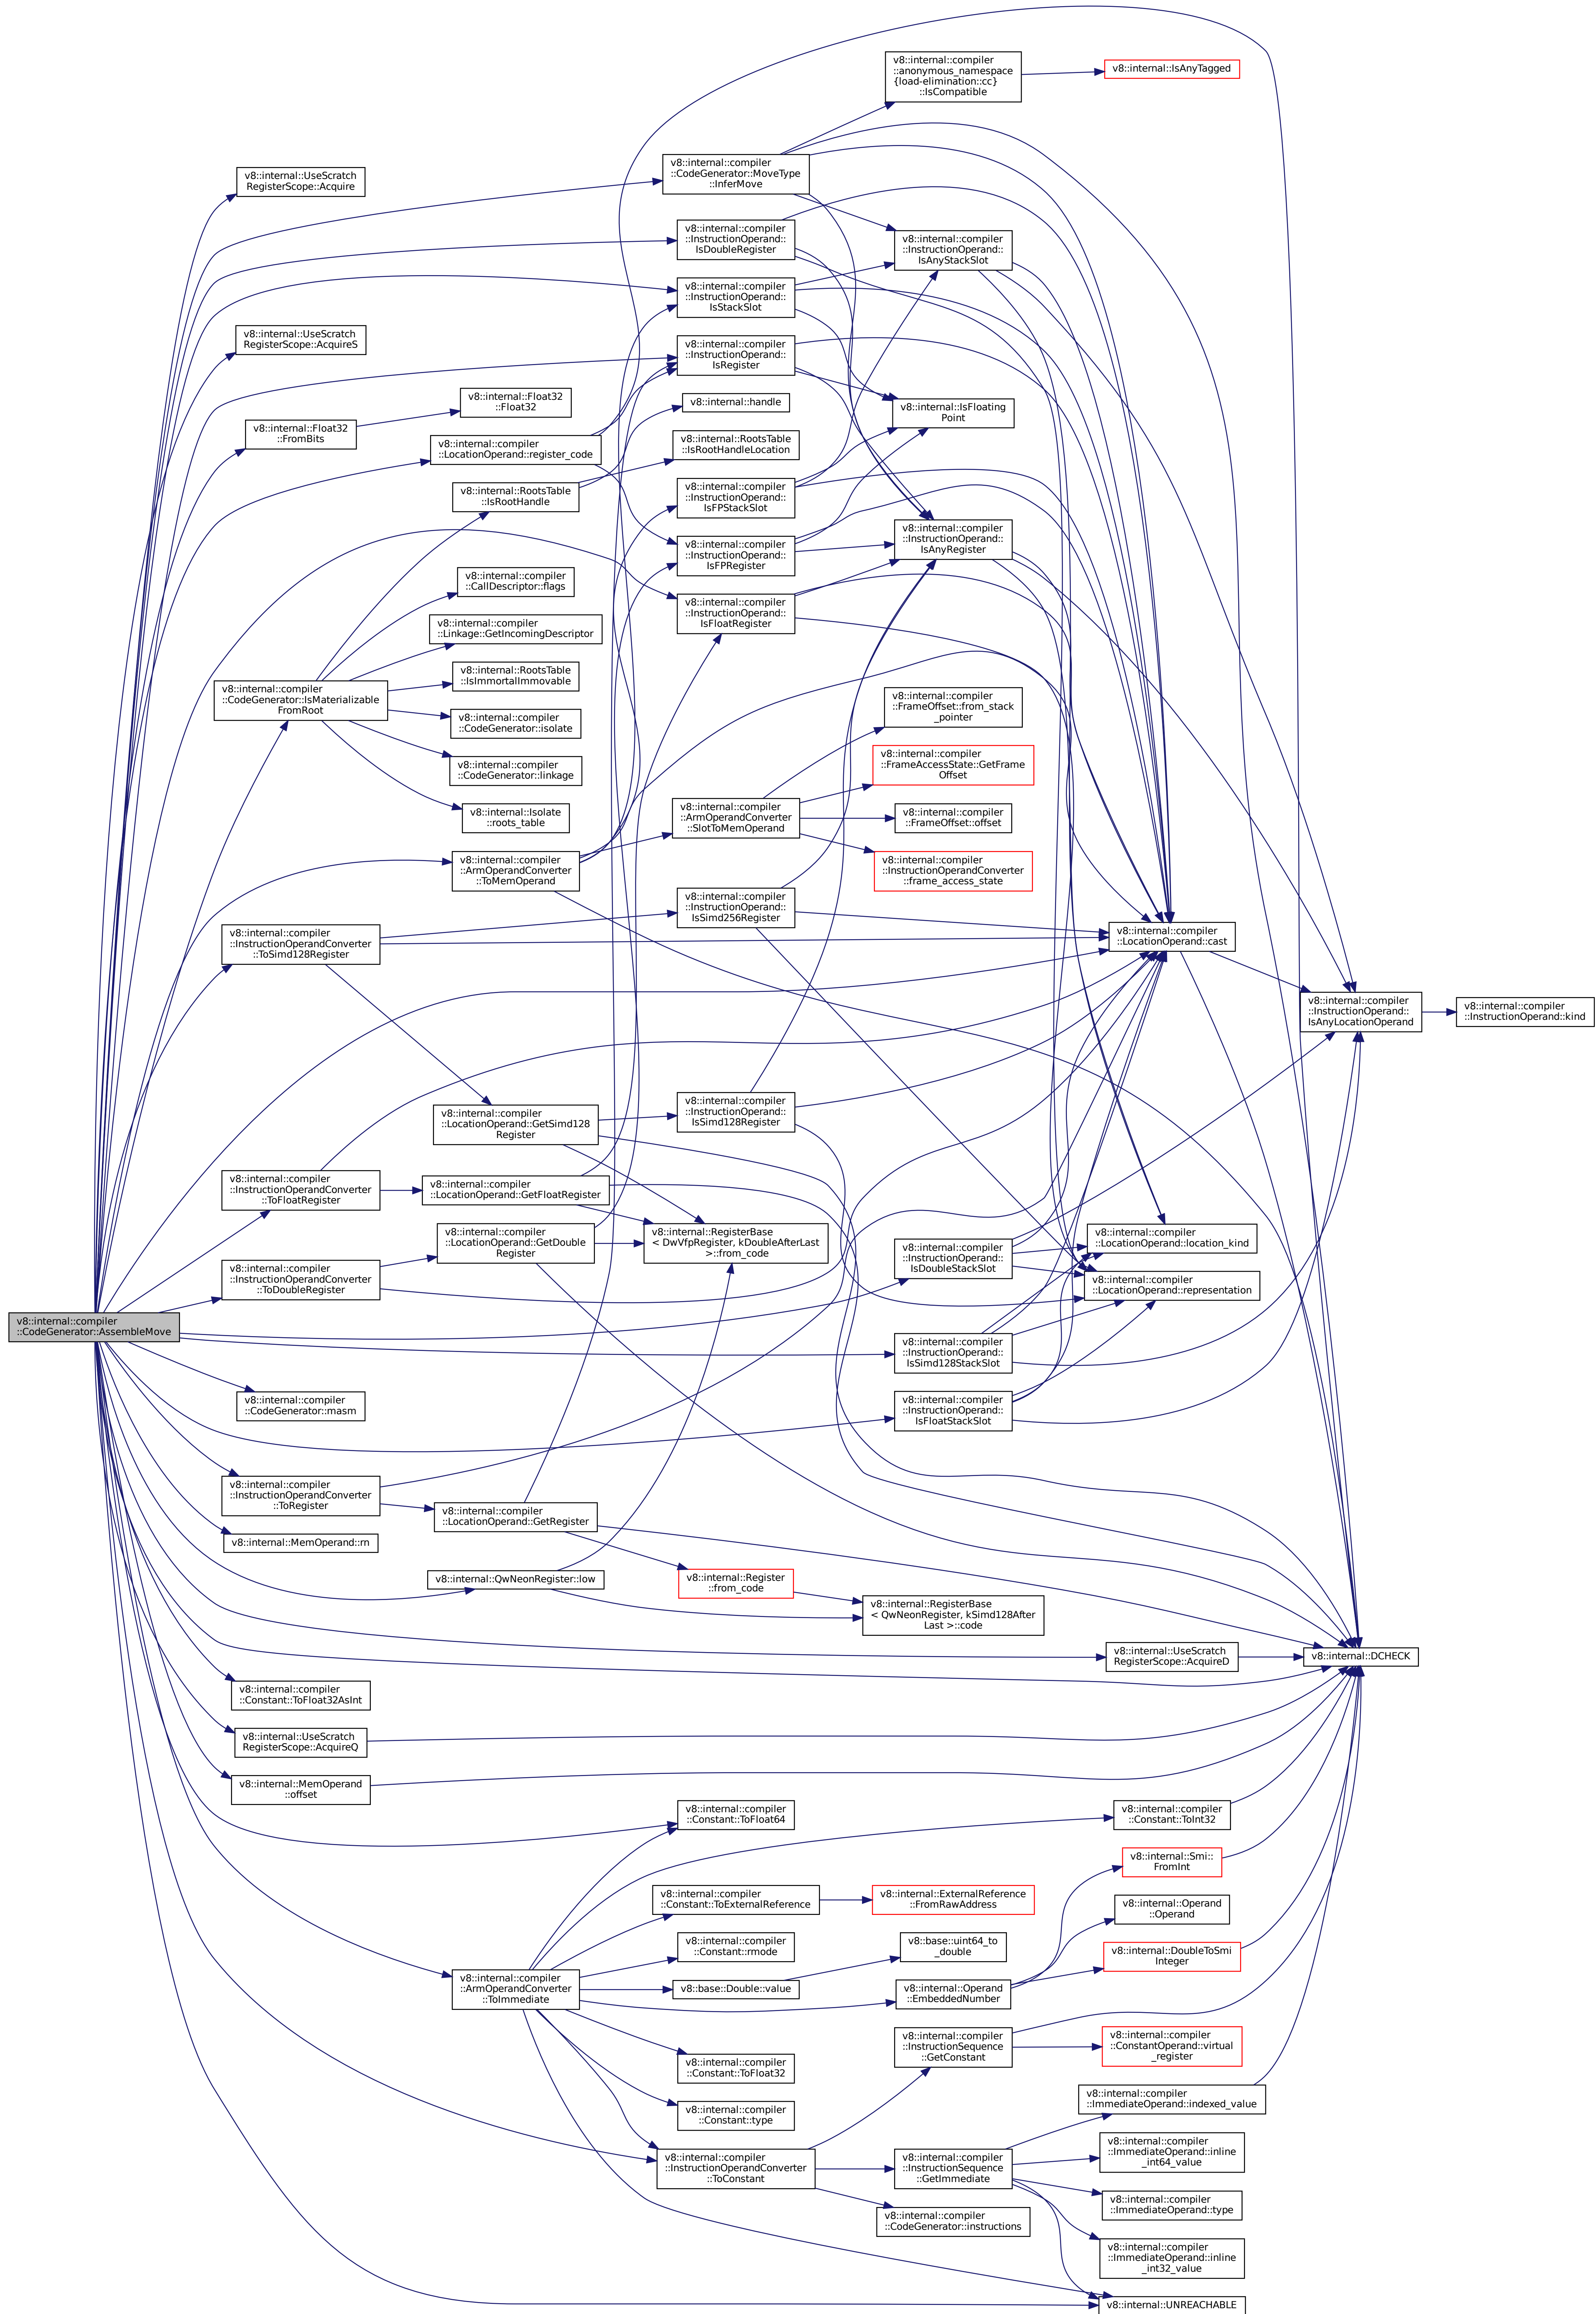 v8::internal::compiler
::anonymous_namespace
{load-elimination::cc}
::IsCompatible
v8::internal::IsAnyTagged
v8::internal::UseScratch
RegisterScope::Acquire
v8::internal::compiler
::CodeGenerator::MoveType
::InferMove
v8::internal::compiler
::InstructionOperand::
IsDoubleRegister
v8::internal::compiler
::InstructionOperand::
IsAnyStackSlot
v8::internal::compiler
::InstructionOperand::
IsStackSlot
v8::internal::UseScratch
RegisterScope::AcquireS
v8::internal::compiler
::InstructionOperand::
IsRegister
v8::internal::Float32
::Float32
v8::internal::handle
v8::internal::IsFloating
Point
v8::internal::Float32
::FromBits
v8::internal::compiler
::LocationOperand::register_code
v8::internal::RootsTable
::IsRootHandleLocation
v8::internal::RootsTable
::IsRootHandle
v8::internal::compiler
::InstructionOperand::
IsFPStackSlot
v8::internal::compiler
::InstructionOperand::
IsFPRegister
v8::internal::compiler
::InstructionOperand::
IsAnyRegister
v8::internal::compiler
::CallDescriptor::flags
v8::internal::compiler
::InstructionOperand::
IsFloatRegister
v8::internal::compiler
::Linkage::GetIncomingDescriptor
v8::internal::RootsTable
::IsImmortalImmovable
v8::internal::compiler
::CodeGenerator::IsMaterializable
FromRoot
v8::internal::compiler
::CodeGenerator::isolate
v8::internal::compiler
::FrameOffset::from_stack
_pointer
v8::internal::compiler
::CodeGenerator::linkage
v8::internal::compiler
::FrameAccessState::GetFrame
Offset
v8::internal::Isolate
::roots_table
v8::internal::compiler
::ArmOperandConverter
::SlotToMemOperand
v8::internal::compiler
::FrameOffset::offset
v8::internal::compiler
::ArmOperandConverter
::ToMemOperand
v8::internal::compiler
::InstructionOperandConverter
::frame_access_state
v8::internal::compiler
::InstructionOperand::
IsSimd256Register
v8::internal::compiler
::InstructionOperandConverter
::ToSimd128Register
v8::internal::compiler
::LocationOperand::cast
v8::internal::compiler
::InstructionOperand::
IsAnyLocationOperand
v8::internal::compiler
::InstructionOperand::kind
v8::internal::compiler
::LocationOperand::GetSimd128
Register
v8::internal::compiler
::InstructionOperand::
IsSimd128Register
v8::internal::compiler
::InstructionOperandConverter
::ToFloatRegister
v8::internal::compiler
::LocationOperand::GetFloatRegister
v8::internal::compiler
::LocationOperand::GetDouble
Register
v8::internal::RegisterBase
< DwVfpRegister, kDoubleAfterLast
>::from_code
v8::internal::compiler
::LocationOperand::location_kind
v8::internal::compiler
::InstructionOperand::
IsDoubleStackSlot
v8::internal::compiler
::InstructionOperandConverter
::ToDoubleRegister
v8::internal::compiler
::LocationOperand::representation
v8::internal::compiler
::CodeGenerator::AssembleMove
v8::internal::compiler
::InstructionOperand::
IsSimd128StackSlot
v8::internal::compiler
::CodeGenerator::masm
v8::internal::compiler
::InstructionOperand::
IsFloatStackSlot
v8::internal::compiler
::InstructionOperandConverter
::ToRegister
v8::internal::compiler
::LocationOperand::GetRegister
v8::internal::MemOperand::rn
v8::internal::QwNeonRegister::low
v8::internal::Register
::from_code
v8::internal::RegisterBase
< QwNeonRegister, kSimd128After
Last >::code
v8::internal::UseScratch
RegisterScope::AcquireD
v8::internal::DCHECK
v8::internal::compiler
::Constant::ToFloat32AsInt
v8::internal::UseScratch
RegisterScope::AcquireQ
v8::internal::MemOperand
::offset
v8::internal::compiler
::Constant::ToFloat64
v8::internal::compiler
::Constant::ToInt32
v8::internal::Smi::
FromInt
v8::internal::compiler
::Constant::ToExternalReference
v8::internal::ExternalReference
::FromRawAddress
v8::internal::Operand
::Operand
v8::internal::compiler
::Constant::rmode
v8::base::uint64_to
_double
v8::internal::DoubleToSmi
Integer
v8::internal::compiler
::ArmOperandConverter
::ToImmediate
v8::base::Double::value
v8::internal::Operand
::EmbeddedNumber
v8::internal::compiler
::InstructionSequence
::GetConstant
v8::internal::compiler
::ConstantOperand::virtual
_register
v8::internal::compiler
::Constant::ToFloat32
v8::internal::compiler
::ImmediateOperand::indexed_value
v8::internal::compiler
::Constant::type
v8::internal::compiler
::ImmediateOperand::inline
_int64_value
v8::internal::compiler
::InstructionOperandConverter
::ToConstant
v8::internal::compiler
::InstructionSequence
::GetImmediate
v8::internal::compiler
::ImmediateOperand::type
v8::internal::compiler
::CodeGenerator::instructions
v8::internal::compiler
::ImmediateOperand::inline
_int32_value
v8::internal::UNREACHABLE